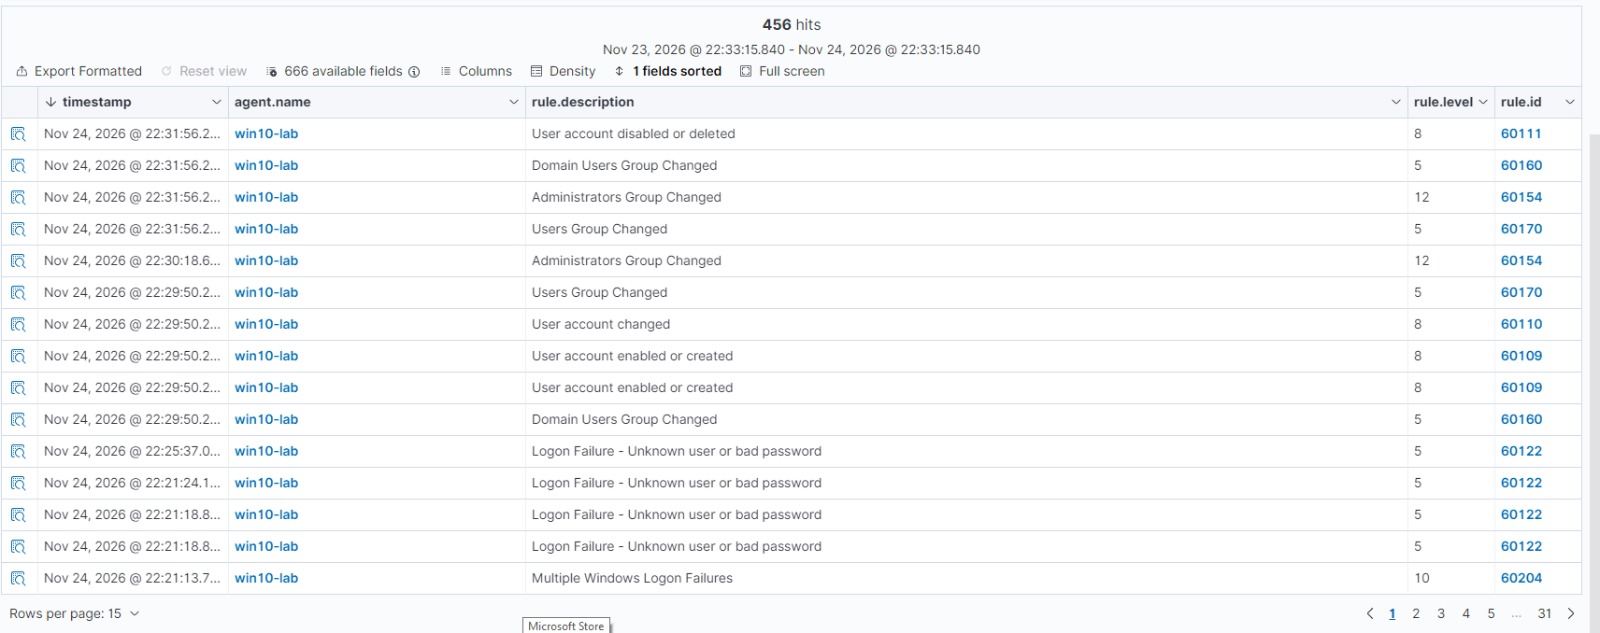 456 hits
Nov 23, 2026 @ 22:33:15.840 - Nov 24, 2026 @ 22:33:15.840
Export Formatted Reset view 666 available fields Columns Density 1 fields sorted Full screen
timestamp agent.name rule.description rule.level rule.id
Nov 24, 2026 @ 22:31:56.2... win10-lab User account disabled or deleted 8 60111
Nov 24, 2026 @ 22:31:56.2... win10-lab Domain Users Group Changed 5 60160
Nov 24, 2026 @ 22:31:56.2... win10-lab Administrators Group Changed 12 60154
Nov 24, 2026 @ 22:31:56.2... win10-lab Users Group Changed 5 60170
Nov 24, 2026 @ 22:30:18.6... win10-lab Administrators Group Changed 12 60154
Nov 24, 2026 @ 22:29:50.2... win10-lab Users Group Changed 5 60170
Nov 24, 2026 @ 22:29:50.2... win10-lab User account changed 8 60110
Nov 24, 2026 @ 22:29:50.2... win10-lab User account enabled or created 8 60109
Nov 24, 2026 @ 22:29:50.2... win10-lab User account enabled or created 8 60109
Nov 24, 2026 @ 22:29:50.2... win10-lab Domain Users Group Changed 5 60160
Nov 24, 2026 @ 22:25:37.0... win10-lab Logon Failure - Unknown user or bad password 5 60122
Nov 24, 2026 @ 22:21:24.1... win10-lab Logon Failure - Unknown user or bad password 5 60122
Nov 24, 2026 @ 22:21:18.8... win10-lab Logon Failure - Unknown user or bad password 5 60122
Nov 24, 2026 @ 22:21:18.8... win10-lab Logon Failure - Unknown user or bad password 5 60122
Nov 24, 2026 @ 22:21:13.7... win10-lab Multiple Windows Logon Failures 10 60204
Rows per page: 15 1 2 3 4 5 ... 31
Microsoft Store